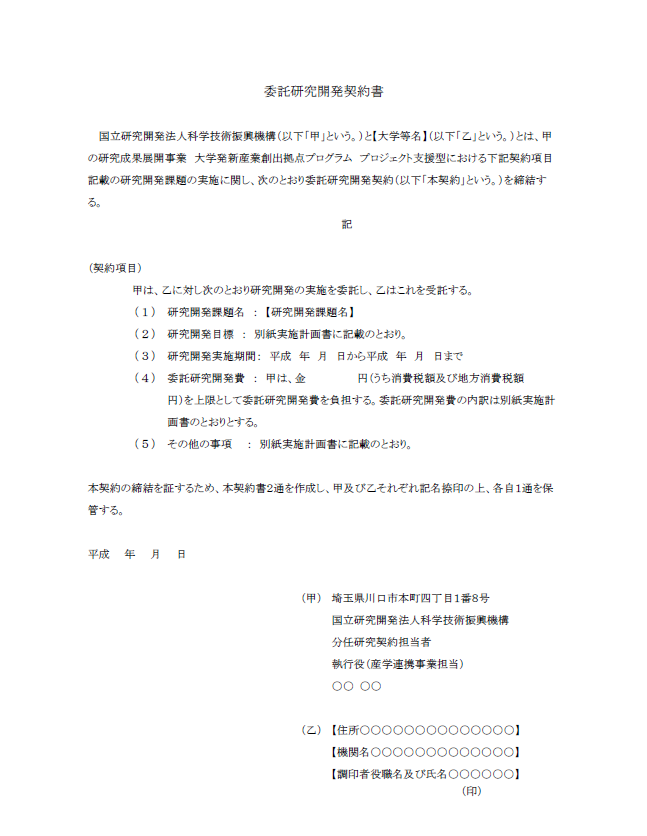 委託研究開発契約書
国立研究開発法人科学技術振興機構（以下「甲」という。）と【大学等名】（以下「乙」という。）とは、甲
の研究成果展開事業　大学発新産業創出拠点プログラム　プロジェクト支援型における下記契約項目
記載の研究開発課題の実施に関し、次のとおり委託研究開発契約（以下「本契約」という。）を締結す
る。
記
（契約項目）
甲は、乙に対し次のとおり研究開発の実施を委託し、乙はこれを受託する。
（１）　研究開発課題名　：　【研究開発課題名】
（２）　研究開発目標　：　別紙実施計画書に記載のとおり。
（３）　研究開発実施期間：　平成　年　月　日から平成　年　月　日まで
（４）　委託研究開発費　：　甲は、金　　　　　円（うち消費税額及び地方消費税額
円）を上限として委託研究開発費を負担する。委託研究開発費の内訳は別紙実施計
画書のとおりとする。
（５）　その他の事項　：　別紙実施計画書に記載のとおり。
本契約の締結を証するため、本契約書２通を作成し、甲及び乙それぞれ記名捺印の上、各自１通を保
管する。
平成　年　月　日
（甲）　埼玉県川口市本町四丁目１番８号
国立研究開発法人科学技術振興機構
分任研究契約担当者
執行役（産学連携事業担当）
○○　○○
（乙）　【住所○○○○○○○○○○○○○○】
【機関名○○○○○○○○○○○○○】
【調印者役職名及び氏名○○○○○○】
（印）